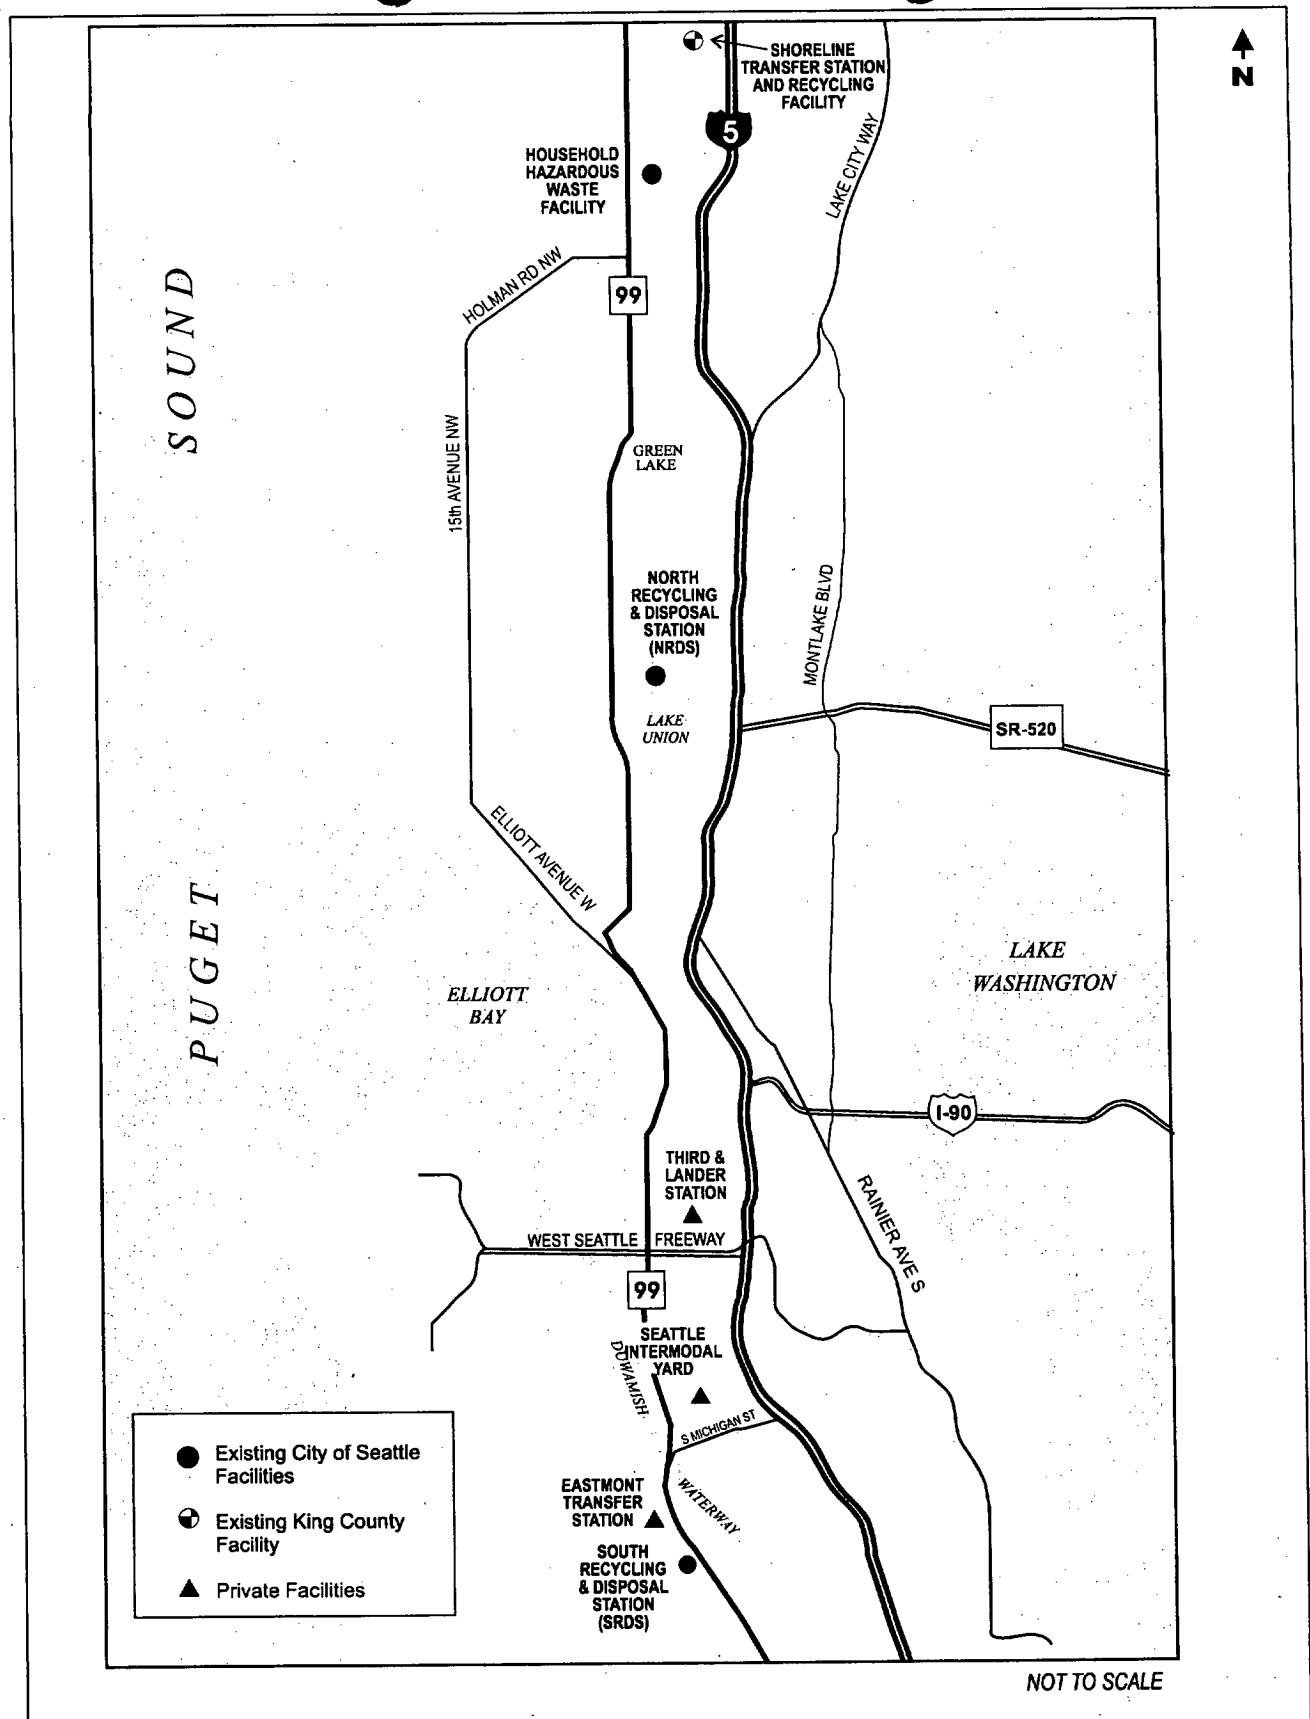 N
SHORELINE
TRANSFER STATION
AND RECYCLING
FACILITY
5
LAKE CITY WAY
HOUSEHOLD
HAZARDOUS
WASTE
FACILITY
HOLMAN RD NW
99
PUGET SOUND
15th AVENUE NW
GREEN
LAKE
NORTH
RECYCLING
& DISPOSAL
STATION
(NRDS)
MONTLAKE BLVD
LAKE
UNION
SR-520
ELLIOTT AVENUE W
LAKE
WASHINGTON
ELLIOTT
BAY
I-90
THIRD &
LANDER
STATION
RAINIER AVE S
WEST SEATTLE FREEWAY
99
SEATTLE
INTERMODAL
YARD
DUWAMISH
S MICHIGAN ST
WATERWAY
EASTMONT
TRANSFER
STATION
SOUTH
RECYCLING
& DISPOSAL
STATION
(SRDS)
Existing City of Seattle
Facilities
Existing King County
Facility
Private Facilities
NOT TO SCALE